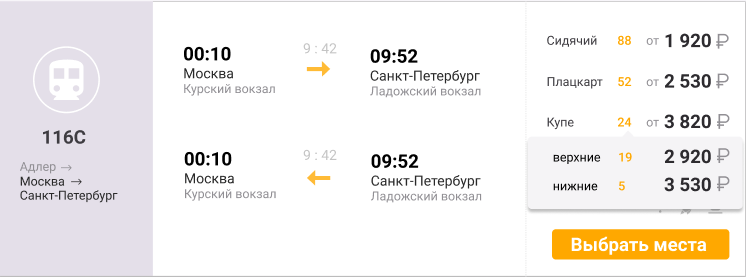 116С
Адлер →
Москва →
Санкт-Петербург
00:10
Москва
Курский вокзал
9 : 42
09:52
Санкт-Петербург
Ладожский вокзал
00:10
Москва
Курский вокзал
9 : 42
09:52
Санкт-Петербург
Ладожский вокзал
Сидячий 88 от 1 920 ₽
Плацкарт 52 от 2 530 ₽
Купе 24 от 3 820 ₽
верхние 19 2 920 ₽
нижние 5 3 530 ₽
Выбрать места